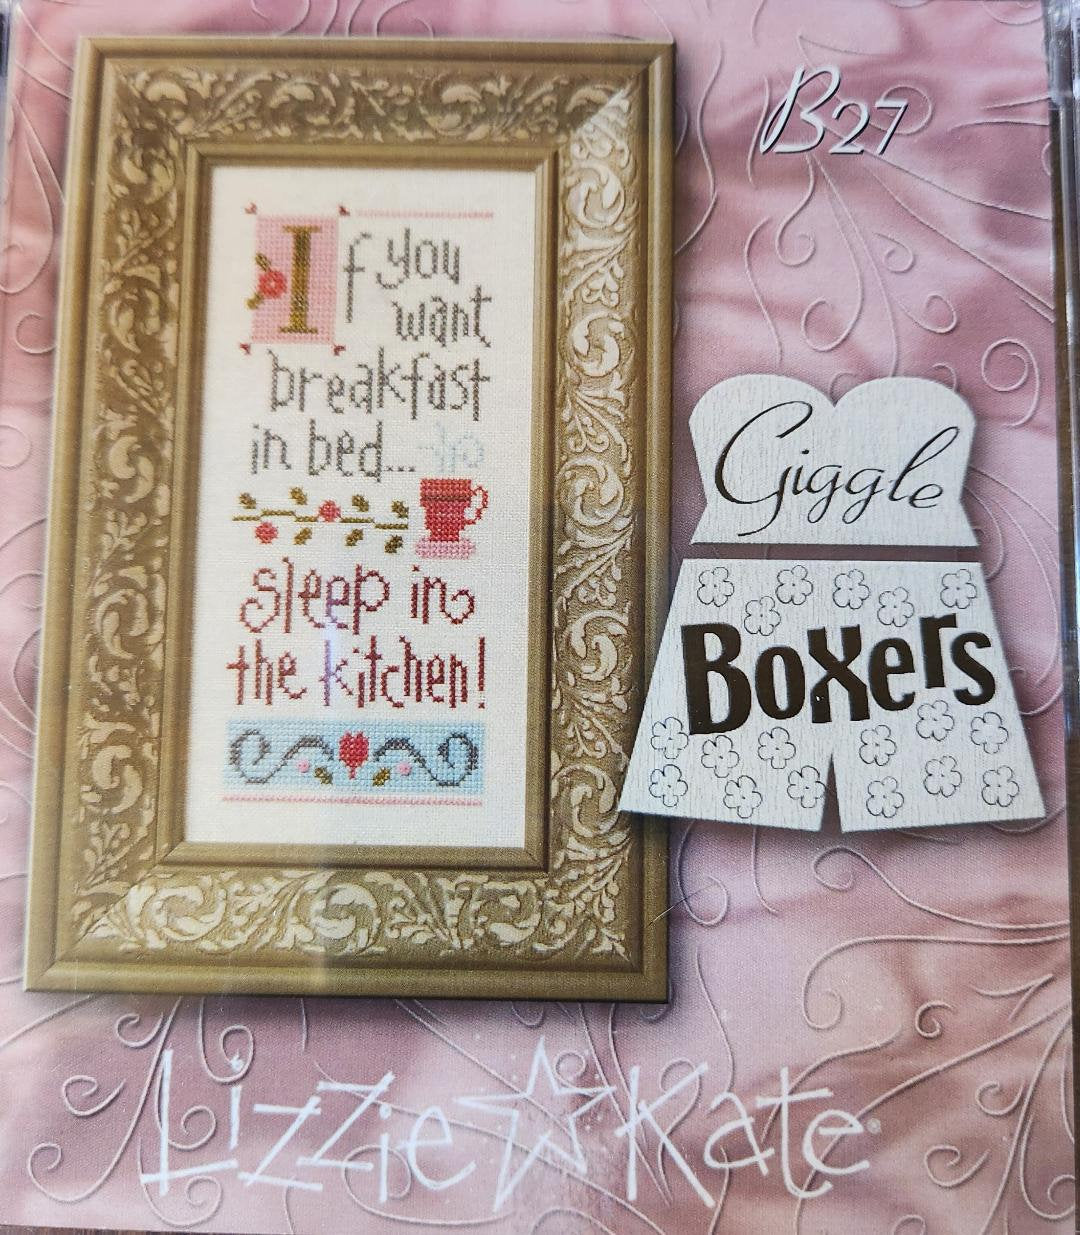 B27
If you
want
breakfast
in bed...
sleep in
the kitchen!
Giggle
Boxers
Lizzie Kate